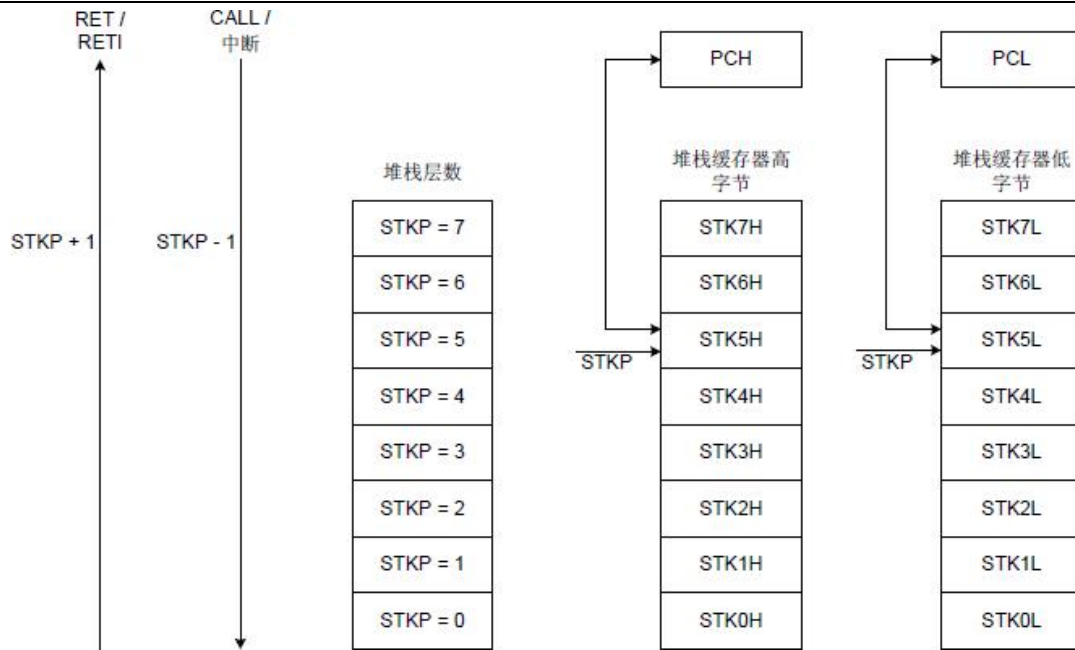 RET /
RETI
CALL /
中断
PCH
PCL
堆栈层数
堆栈缓存器高
字节
堆栈缓存器低
字节
STKP + 1
STKP - 1
STKP = 7
STK7H
STK7L
STKP = 6
STK6H
STK6L
STKP = 5
STK5H
STK5L
STKP
STKP
STKP = 4
STK4H
STK4L
STKP = 3
STK3H
STK3L
STKP = 2
STK2H
STK2L
STKP = 1
STK1H
STK1L
STKP = 0
STK0H
STK0L